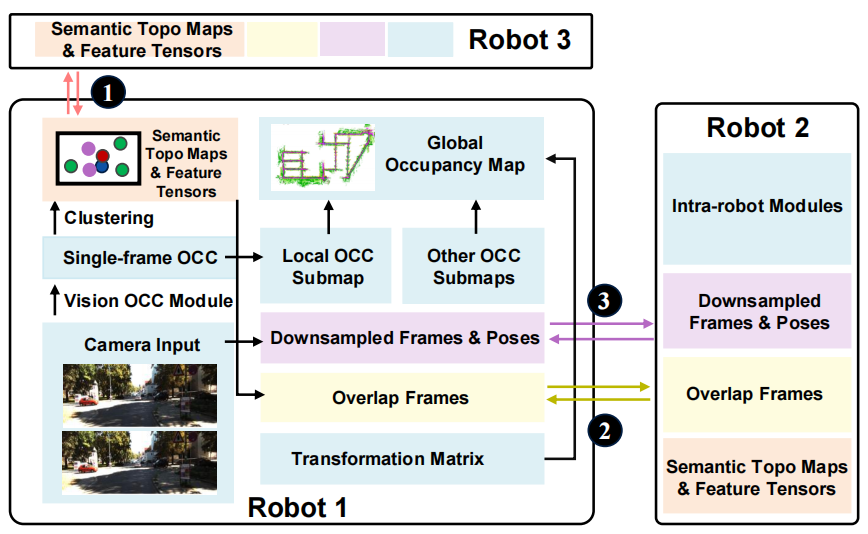 Semantic Topo Maps
& Feature Tensors
Robot 3
1
Semantic
Topo Maps
& Feature
Tensors
Global
Occupancy Map
Clustering
Single-frame OCC
Local OCC
Submap
Other OCC
Submaps
Vision OCC Module
Camera Input
Downsampled Frames & Poses
Overlap Frames
Transformation Matrix
Robot 1
3
2
Robot 2
Intra-robot Modules
Downsampled
Frames & Poses
Overlap Frames
Semantic Topo Maps
& Feature Tensors